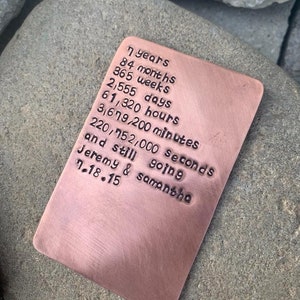 7 years
84 months
365 weeks
2,555 days
61,320 hours
3,679,200 minutes
220,752,000 seconds
and still going
Jeremy & samantha
7.18.15